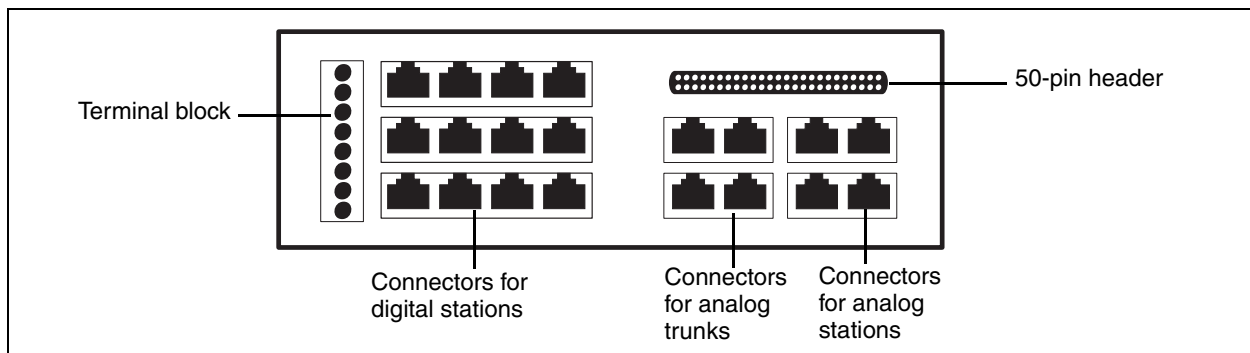 50-pin header
Terminal block
Connectors for
digital stations
Connectors
for analog
trunks
Connectors
for analog
stations